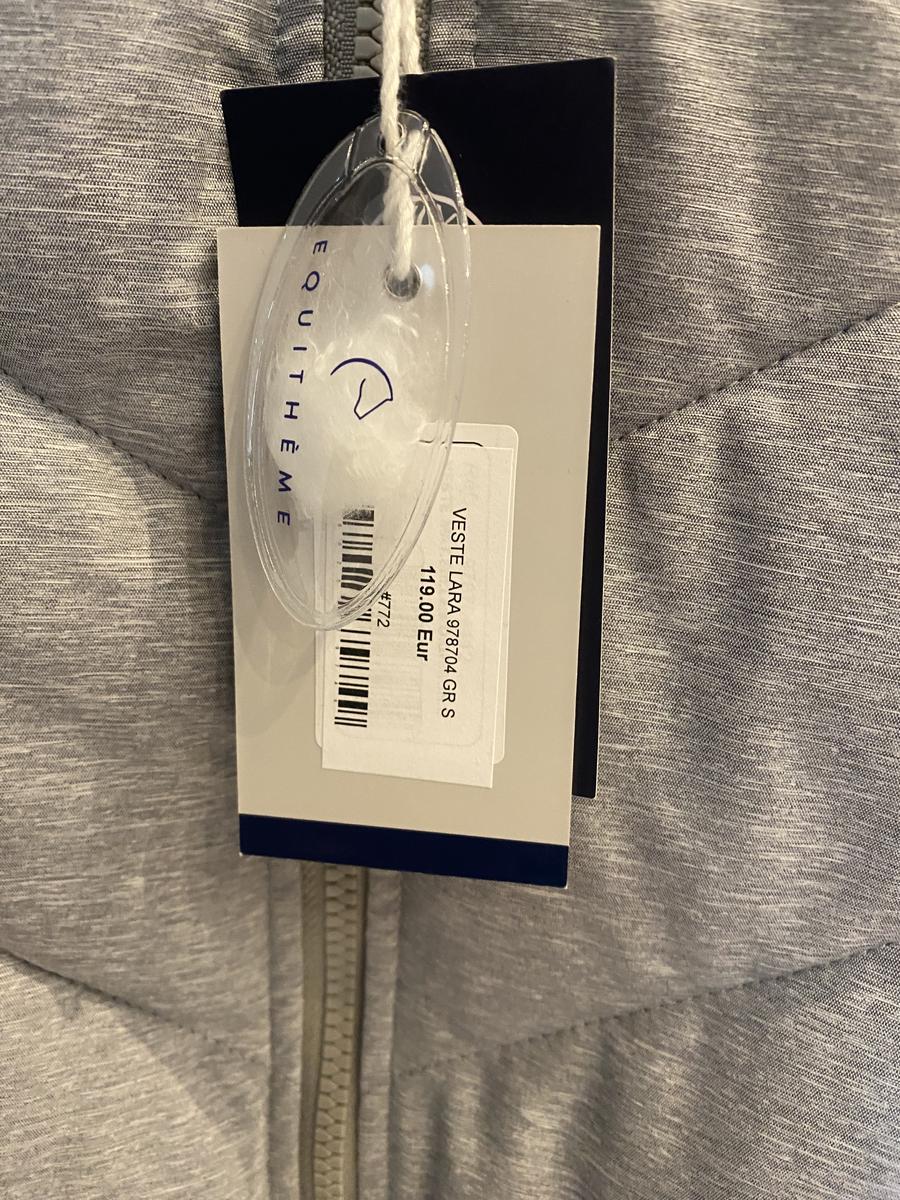 EQUITHÈME
VESTE LARA 978704 GR S
119.00 Eur
#772